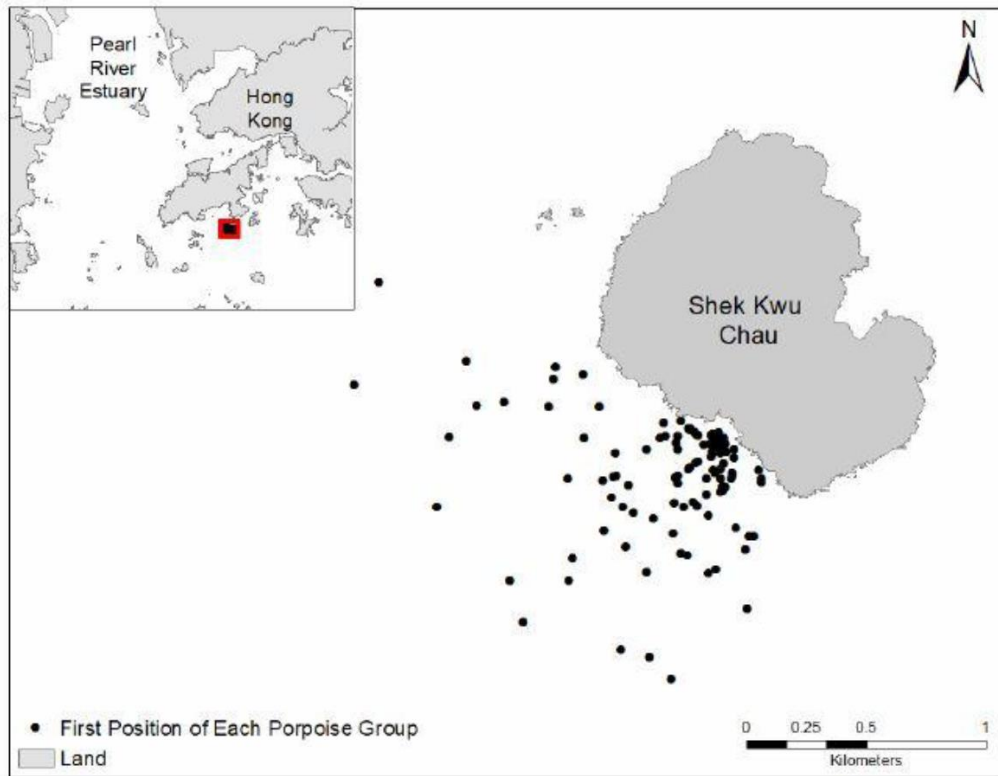 Pearl
River
Estuary
Hong
Kong
N
Shek Kwu
Chau
First Position of Each Porpoise Group
Land
0 0.25 0.5 1
Kilometers